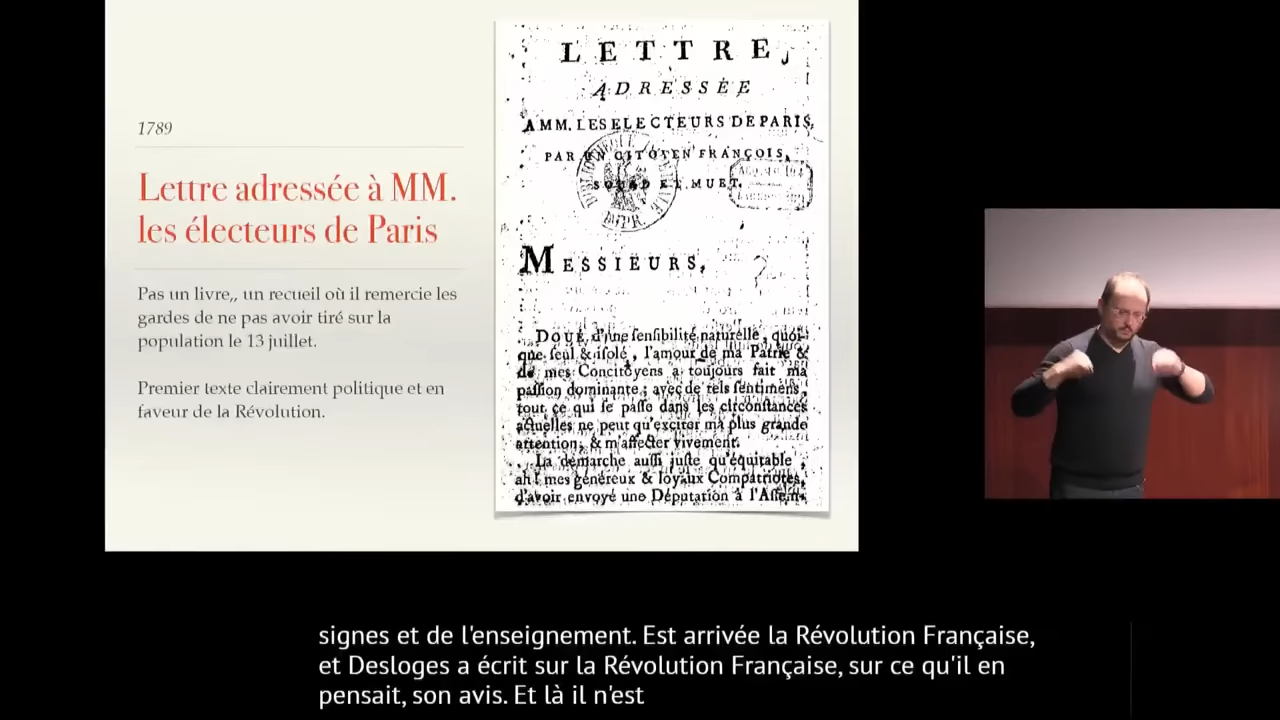 1789
Lettre adressée à MM.
les électeurs de Paris
Pas un livre,, un recueil où il remercie les
gardes de ne pas avoir tiré sur la
population le 13 juillet.
Premier texte clairement politique et en
faveur de la Révolution.
LETTRE,
ADRESSÉE
A MM. LES ELECTEURS DE PARIS,
PAR UN CITOYEN FRANÇOIS,
SOURD ET MUET.
MESSIEURS,
DOUÉ d'une ſenſibilité naturelle, quoi-
que ſeul & iſolé, l'amour de ma Patrie &
de mes Concitoyens a toujours fait ma
paſſion dominante; avec de tels ſentimens,
tout ce qui ſe paſſe dans les circonſtances
actuelles ne peut qu'exciter ma plus grande
attention, & m'affecter vivement.
La démarche auſſi juſte qu'équitable,
ah! mes généreux & loyaux Compatriotes,
d'avoir envoyé une Députation à l'Aſſem-
signes et de l'enseignement. Est arrivée la Révolution Française,
et Desloges a écrit sur la Révolution Française, sur ce qu'il en
pensait, son avis. Et là il n'est